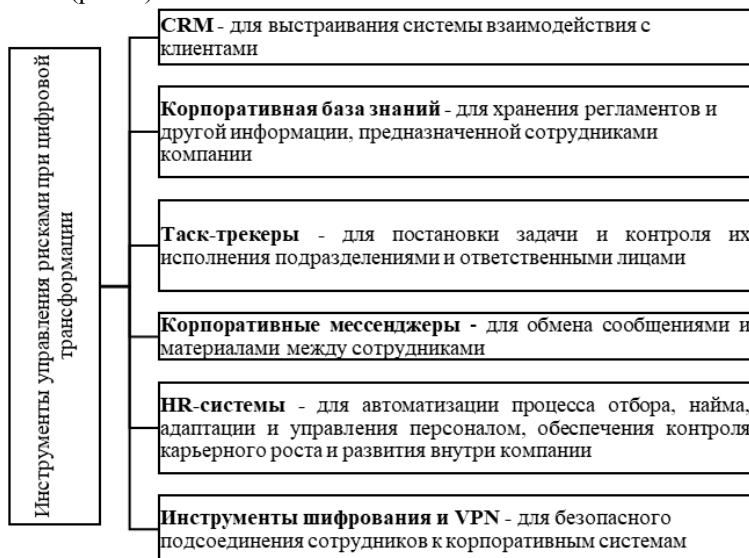 Инструменты управления рисками при цифровой
трансформации
CRM - для выстраивания системы взаимодействия с
клиентами
Корпоративная база знаний - для хранения регламентов и
другой информации, предназначенной сотрудниками
компании
Таск-трекеры - для постановки задачи и контроля их
исполнения подразделениями и ответственными лицами
Корпоративные мессенджеры - для обмена сообщениями и
материалами между сотрудниками
HR-системы - для автоматизации процесса отбора, найма,
адаптации и управления персоналом, обеспечения контроля
карьерного роста и развития внутри компании
Инструменты шифрования и VPN - для безопасного
подсоединения сотрудников к корпоративным системам